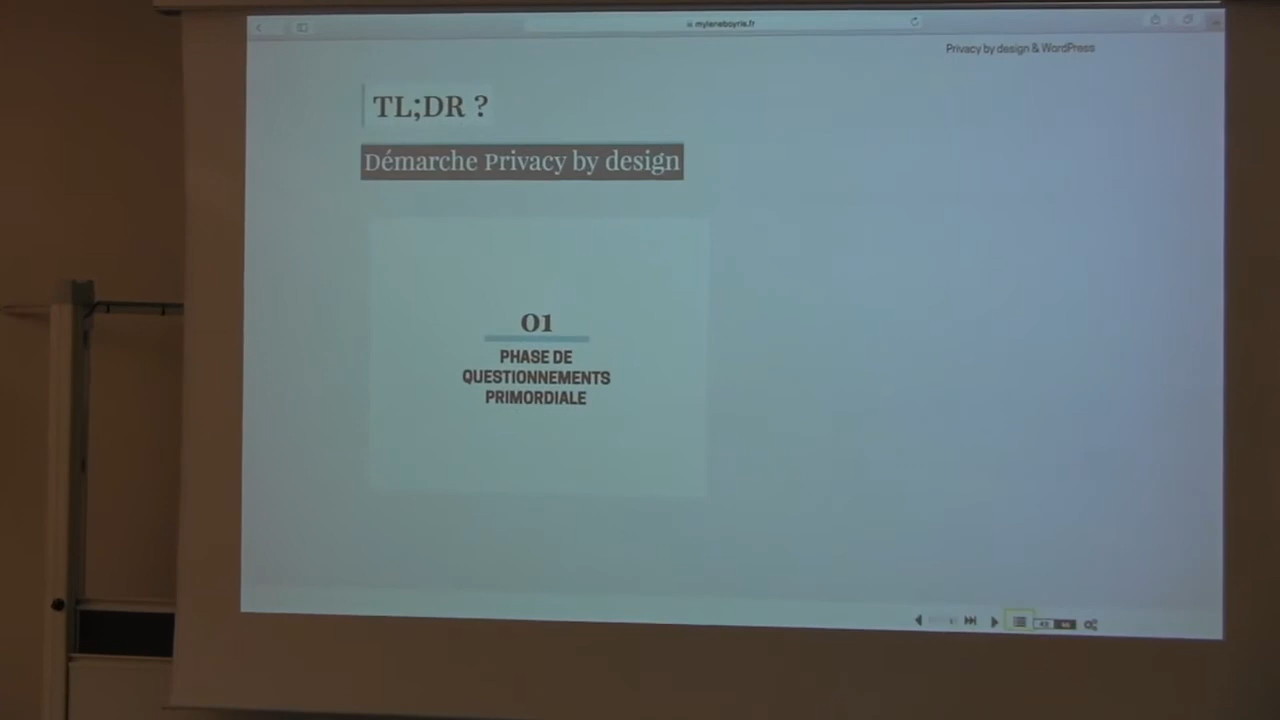 myleneboyrie.fr
Privacy by design & WordPress
TL;DR ?
Démarche Privacy by design
01
PHASE DE
QUESTIONNEMENTS
PRIMORDIALE